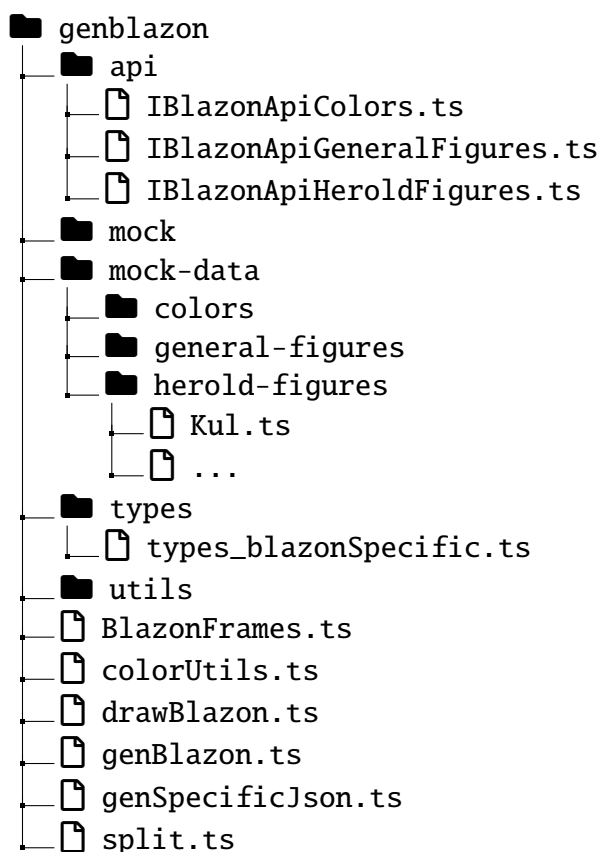 genblazon
api
IBlazonApiColors.ts
IBlazonApiGeneralFigures.ts
IBlazonApiHeroldFigures.ts
mock
mock-data
colors
general-figures
herold-figures
Kul.ts
...
types
types_blazonSpecific.ts
utils
BlazonFrames.ts
colorUtils.ts
drawBlazon.ts
genBlazon.ts
genSpecificJson.ts
split.ts